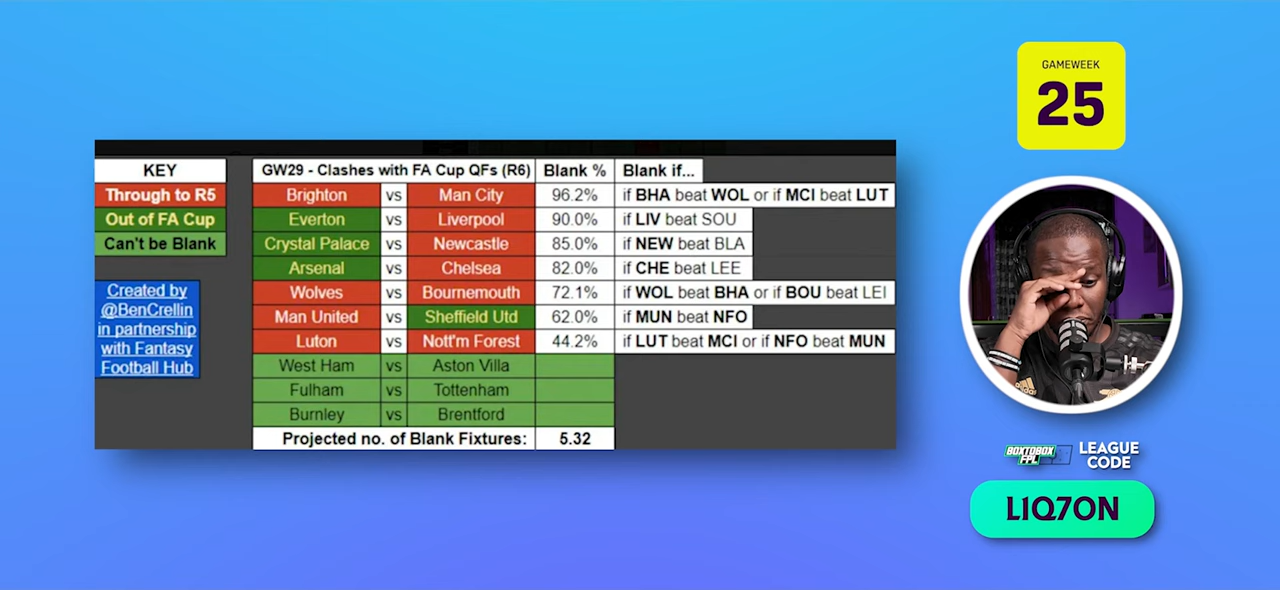 GAMEWEEK
25
KEY
Through to R5
Out of FA Cup
Can't be Blank
Created by
@BenCrellin
in partnership
with Fantasy
Football Hub
GW29 - Clashes with FA Cup QFs (R6) Blank % Blank if...
Brighton vs Man City 96.2% if BHA beat WOL or if MCI beat LUT
Everton vs Liverpool 90.0% if LIV beat SOU
Crystal Palace vs Newcastle 85.0% if NEW beat BLA
Arsenal vs Chelsea 82.0% if CHE beat LEE
Wolves vs Bournemouth 72.1% if WOL beat BHA or if BOU beat LEI
Man United vs Sheffield Utd 62.0% if MUN beat NFO
Luton vs Nott'm Forest 44.2% if LUT beat MCI or if NFO beat MUN
West Ham vs Aston Villa
Fulham vs Tottenham
Burnley vs Brentford
Projected no. of Blank Fixtures: 5.32
adidas
BOXTOBOX
FPL
LEAGUE
CODE
L1Q7ON